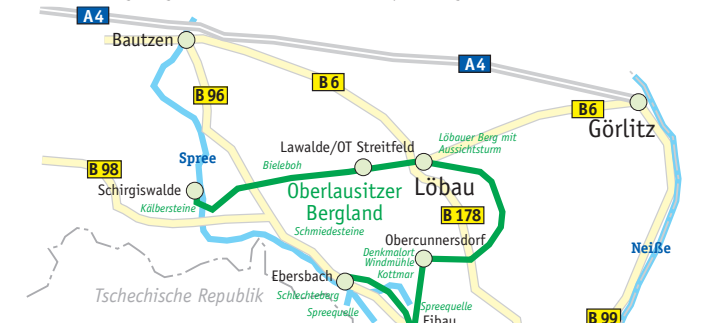 A4
Bautzen
B 6
A4
B 96
B6
Görlitz
Lawalde/OT Streitfeld
Löbauer Berg mit
Aussichtsturm
Spree
Bieleboh
B 98
Schirgiswalde
Oberlausitzer
Bergland
Löbau
Kälbersteine
B 178
Schmiedesteine
Obercunnersdorf
Denkmalort
Windmühle
Kottmar
Neiße
Ebersbach
Tschechische Republik
Schlechteberg
Spreequelle
Spreequelle
Eibau
B 99